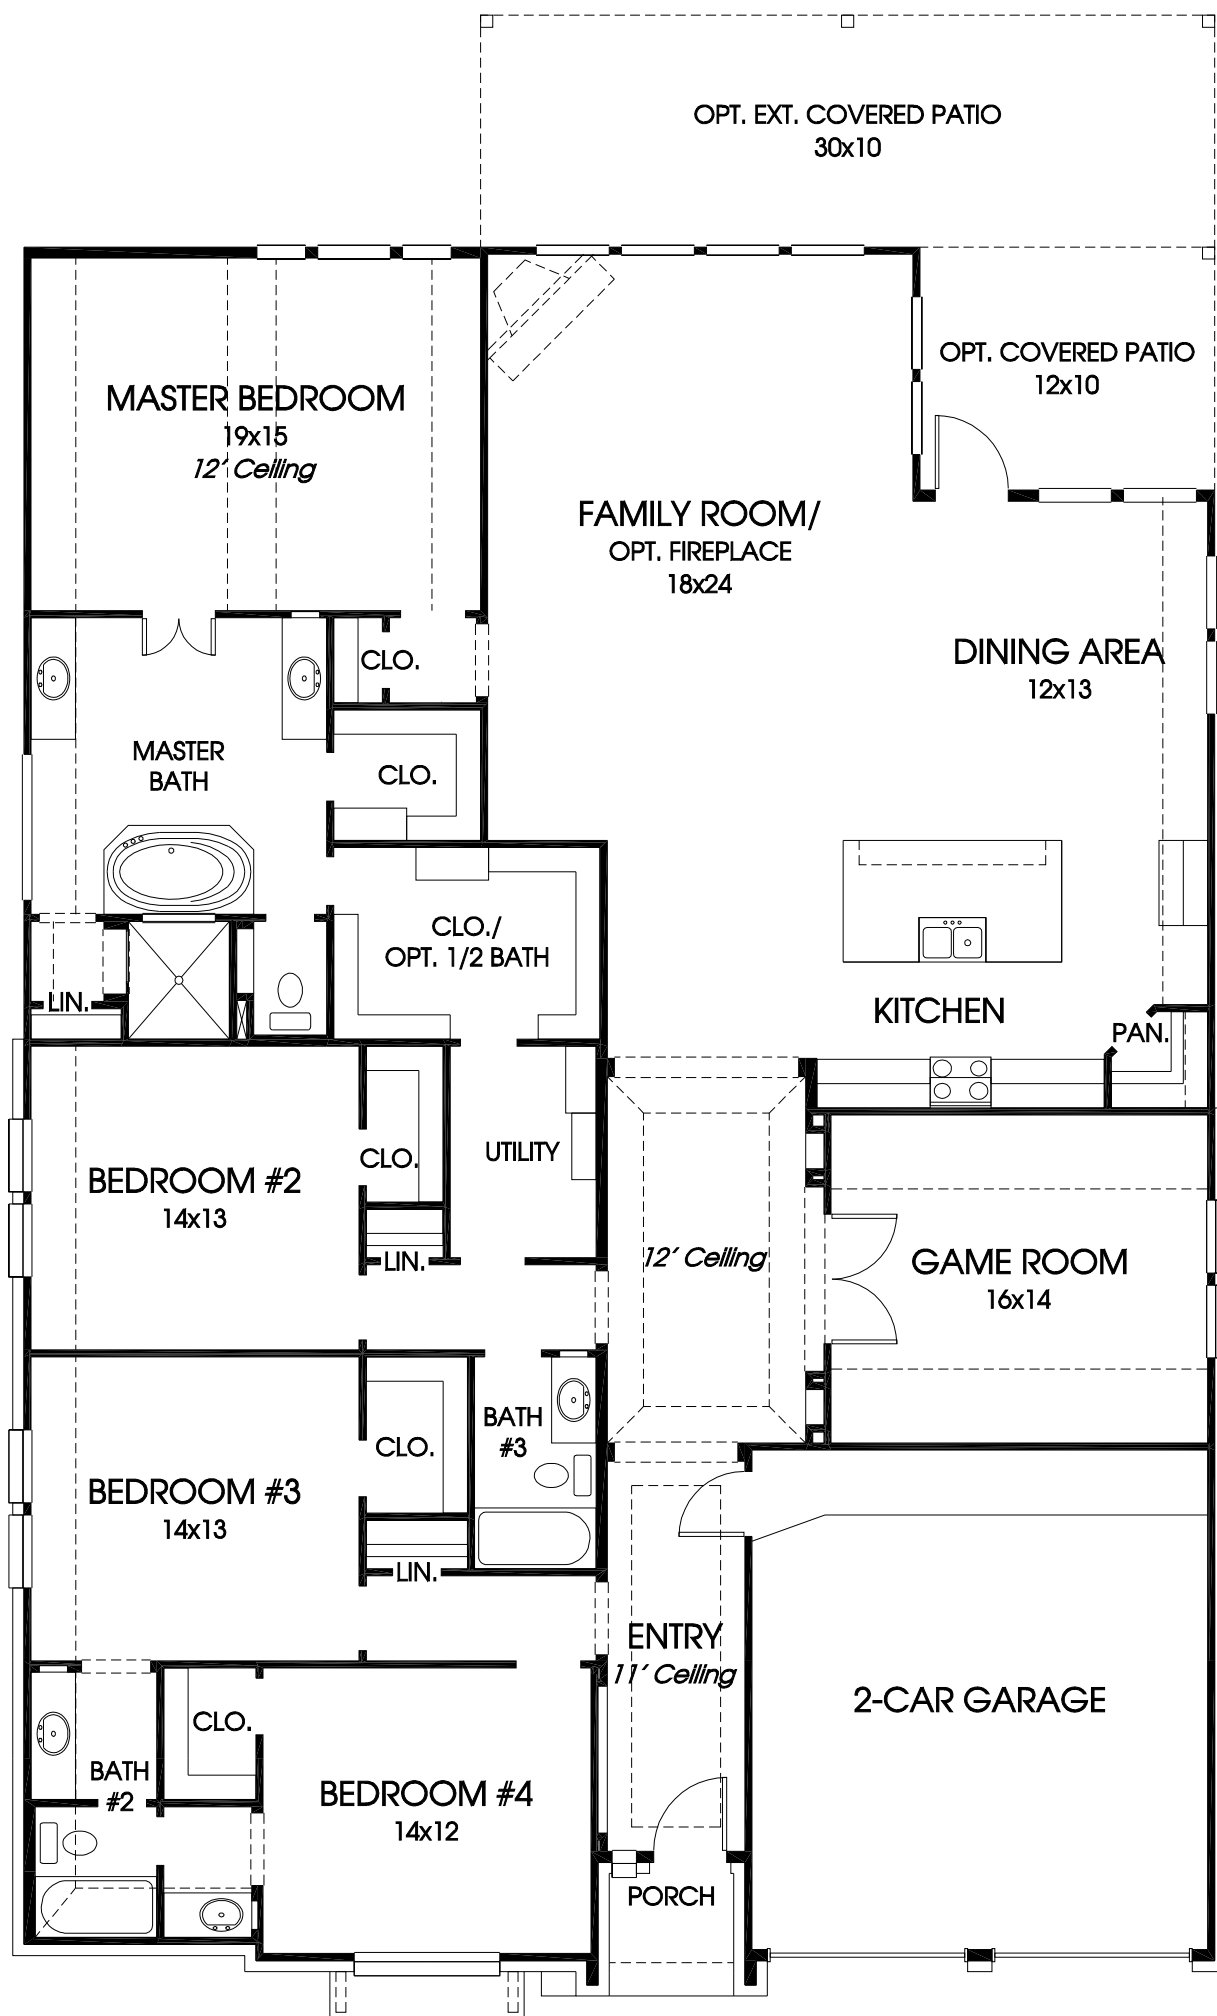 OPT. EXT. COVERED PATIO
30x10
OPT. COVERED PATIO
12x10
MASTER BEDROOM
19x15
12' Ceiling
FAMILY ROOM/
OPT. FIREPLACE
18x24
DINING AREA
12x13
CLO.
MASTER
BATH
CLO.
CLO./
OPT. 1/2 BATH
LIN.
KITCHEN
PAN.
BEDROOM #2
14x13
CLO.
UTILITY
LIN.
12' Ceiling
GAME ROOM
16x14
BEDROOM #3
14x13
CLO.
BATH
#3
LIN.
ENTRY
11' Ceiling
2-CAR GARAGE
CLO.
BATH
#2
BEDROOM #4
14x12
PORCH